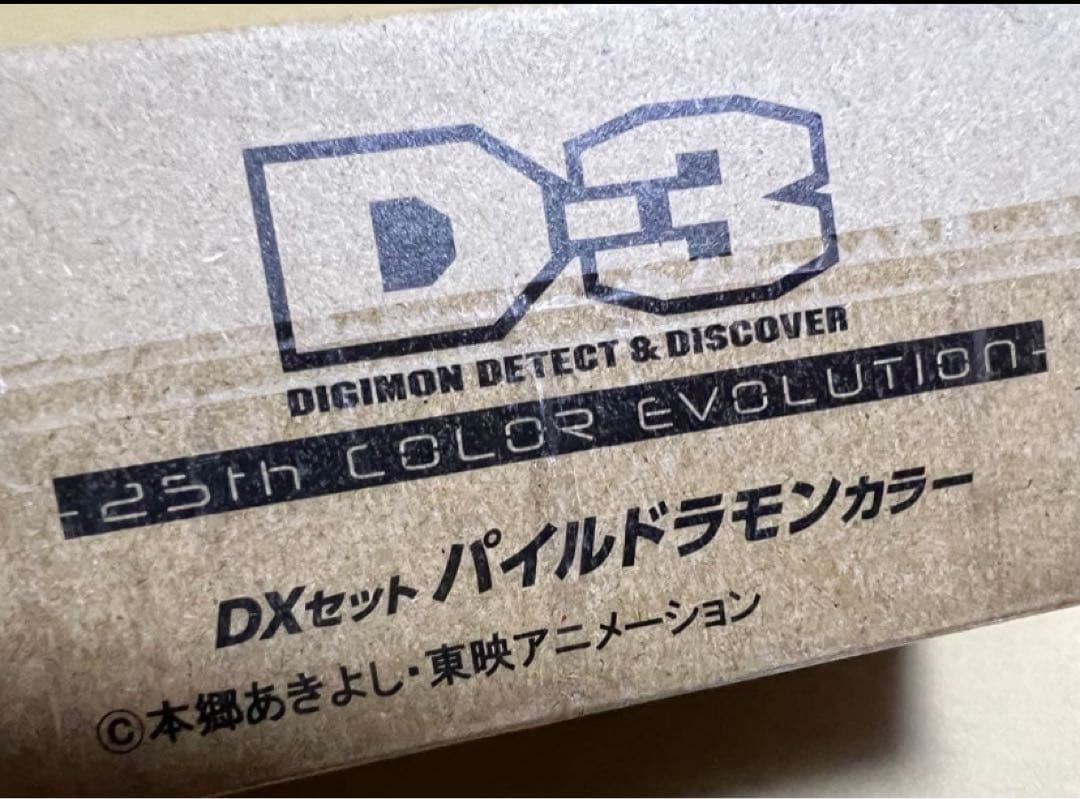 D-3
DIGIMON DETECT & DISCOVER
-25th COLOR EVOLUTION-
DXセット パイルドラモンカラー
©本郷あきよし・東映アニメーション